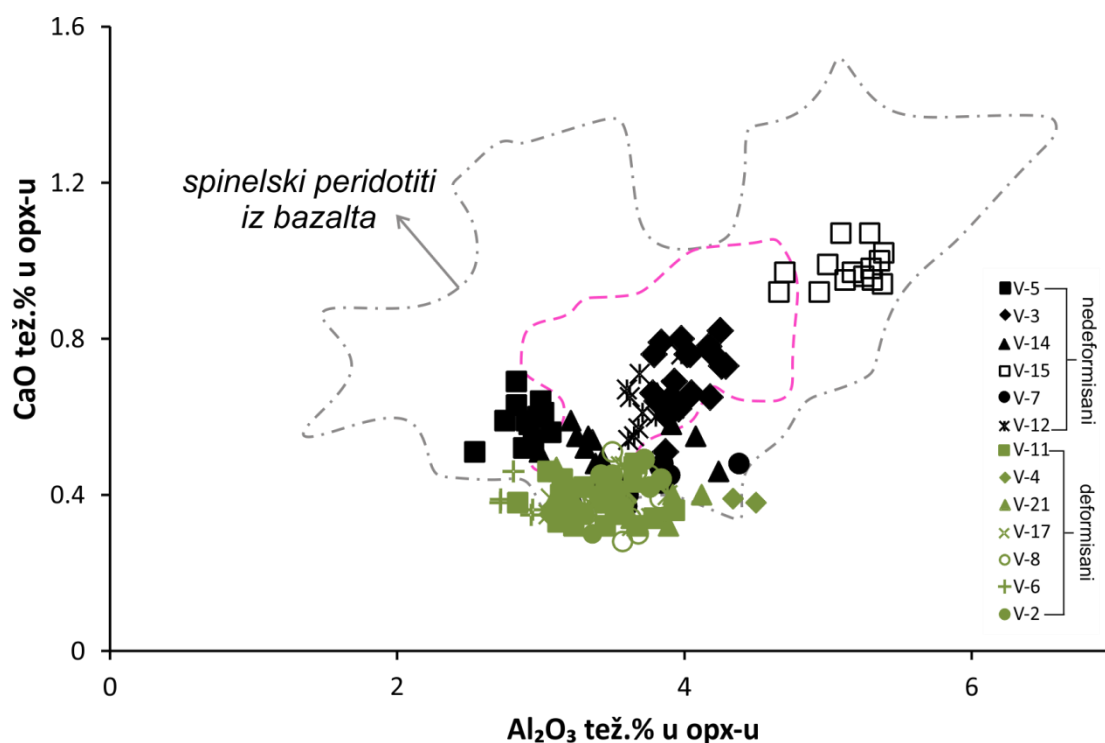 1.6
1.2
0.8
0.4
0
0
2
4
6
CaO tež.% u opx-u
Al₂O₃ tež.% u opx-u
spinelski peridotiti
iz bazalta
V-5
V-3
V-14
V-15
V-7
V-12
nedeformisani
V-11
V-4
V-21
V-17
V-8
V-6
V-2
deformisani